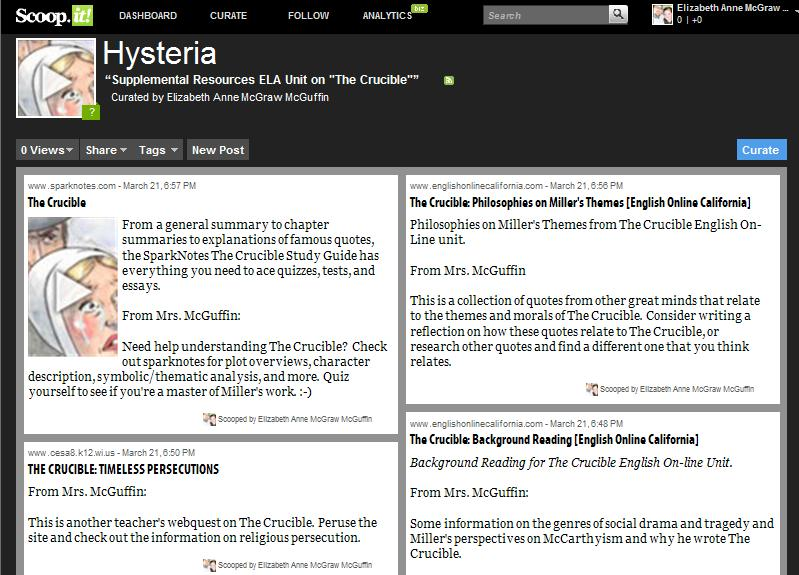 Scoop.it!
DASHBOARD
CURATE
FOLLOW
ANALYTICS
biz
Search
Elizabeth Anne McGraw ...
0 | +0
?
Hysteria
“Supplemental Resources ELA Unit on "The Crucible"”
Curated by Elizabeth Anne McGraw McGuffin
0 Views
Share
Tags
New Post
Curate
www.sparknotes.com - March 21, 6:57 PM
The Crucible
From a general summary to chapter
summaries to explanations of famous quotes,
the SparkNotes The Crucible Study Guide has
everything you need to ace quizzes, tests, and
essays.
From Mrs. McGuffin:
Need help understanding The Crucible? Check
out sparknotes for plot overviews, character
description, symbolic/thematic analysis, and more. Quiz
yourself to see if you're a master of Miller's work. :-)
Scooped by Elizabeth Anne McGraw McGuffin
www.cesa8.k12.wi.us - March 21, 6:50 PM
THE CRUCIBLE: TIMELESS PERSECUTIONS
From Mrs. McGuffin:
This is another teacher's webquest on The Crucible. Peruse the
site and check out the information on religious persecution.
Scooped by Elizabeth Anne McGraw McGuffin
www.englishonlinecalifornia.com - March 21, 6:56 PM
The Crucible: Philosophies on Miller's Themes [English Online California]
Philosophies on Miller's Themes from The Crucible English On-
Line unit.
From Mrs. McGuffin
This is a collection of quotes from other great minds that relate
to the themes and morals of The Crucible. Consider writing a
reflection on how these quotes relate to The Crucible, or
research other quotes and find a different one that you think
relates.
Scooped by Elizabeth Anne McGraw McGuffin
www.englishonlinecalifornia.com - March 21, 6:48 PM
The Crucible: Background Reading [English Online California]
Background Reading for The Crucible English On-line Unit.
From Mrs. McGuffin:
Some information on the genres of social drama and tragedy and
Miller's perspectives on McCarthyism and why he wrote The
Crucible.